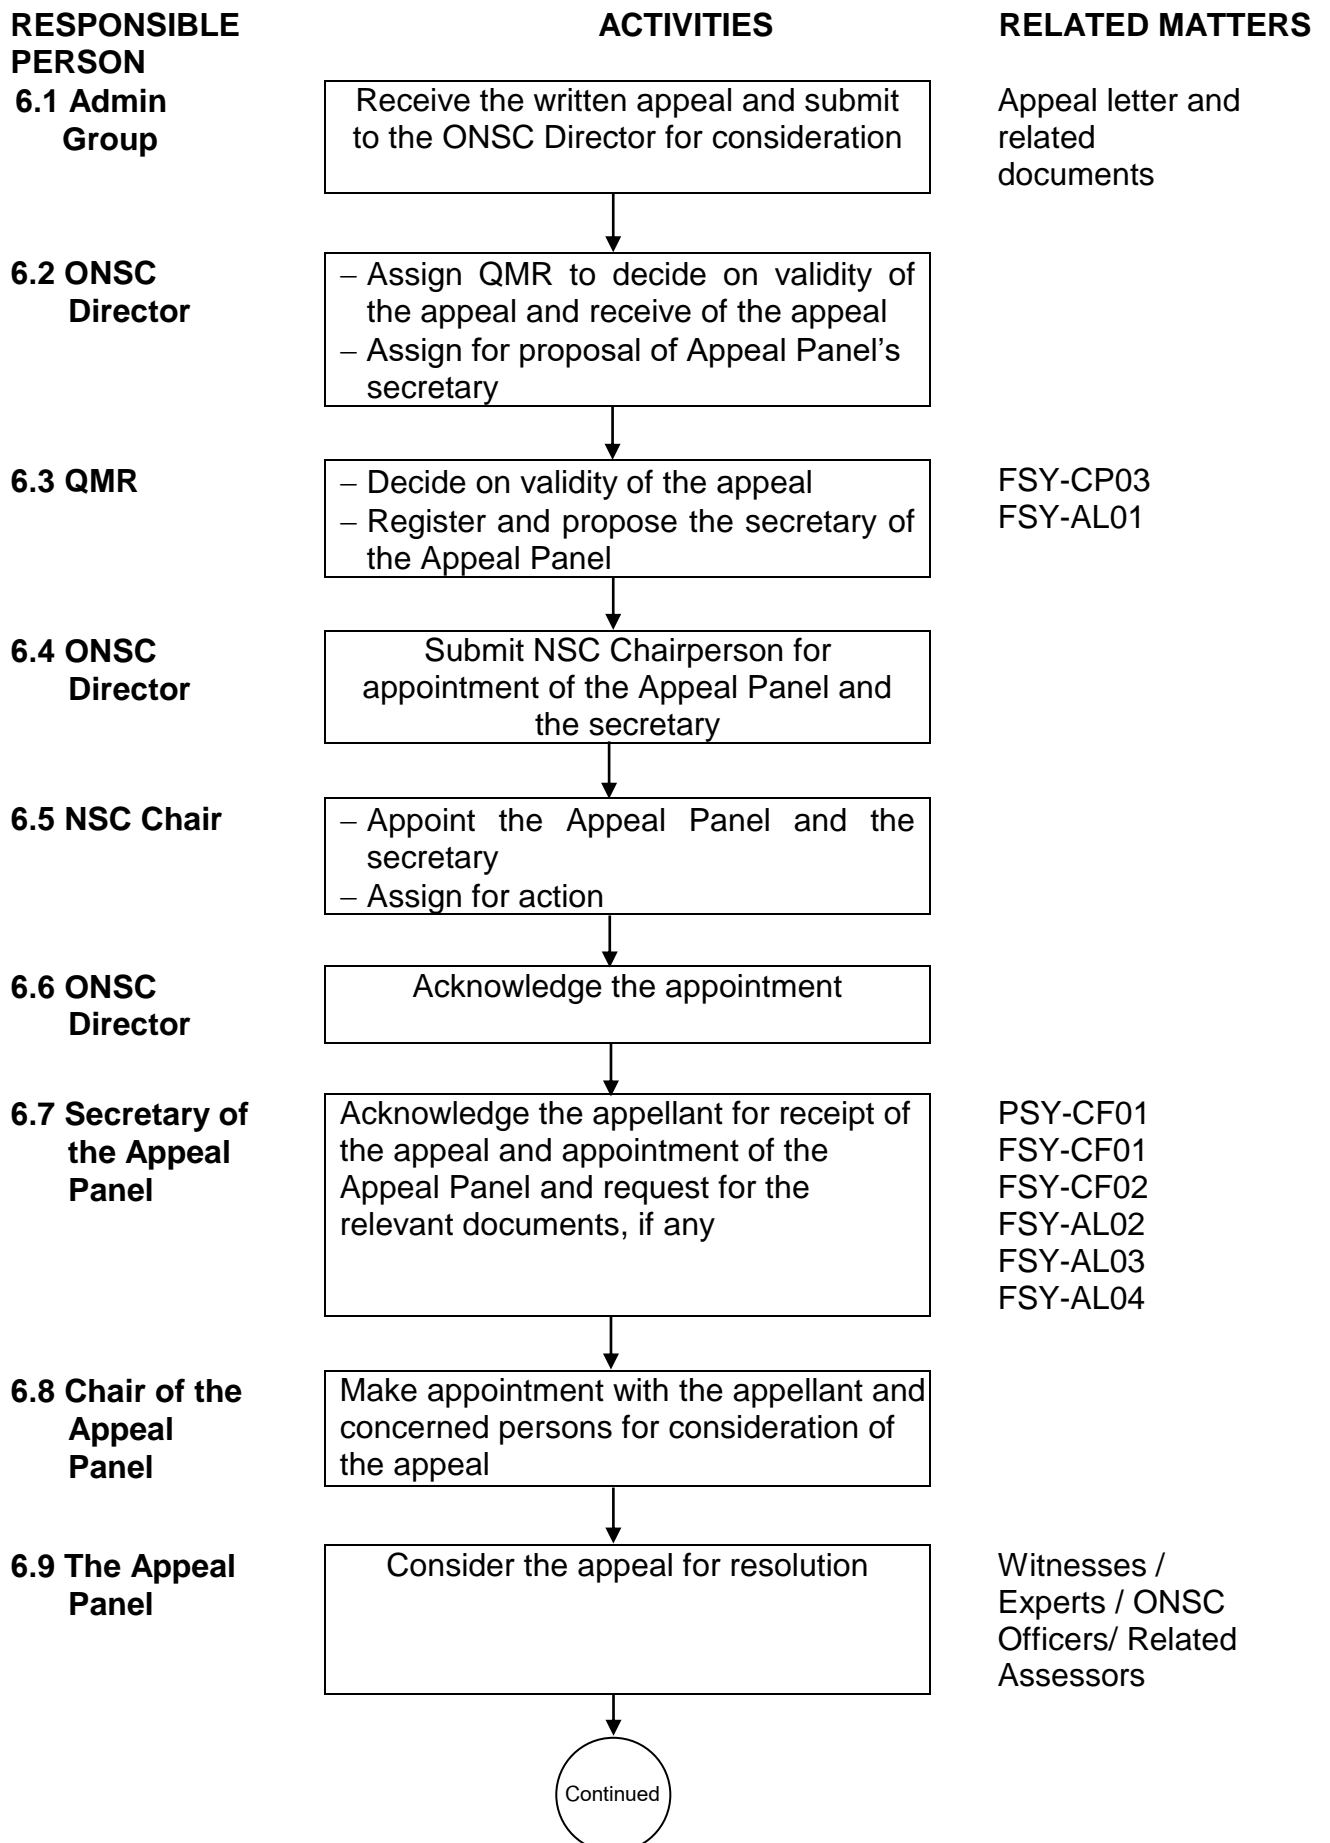 RESPONSIBLE PERSON
ACTIVITIES
RELATED MATTERS
6.1 Admin
Group
Receive the written appeal and submit
to the ONSC Director for consideration
Appeal letter and
related
documents
6.2 ONSC
Director
– Assign QMR to decide on validity of
the appeal and receive of the appeal
– Assign for proposal of Appeal Panel’s
secretary
6.3 QMR
– Decide on validity of the appeal
– Register and propose the secretary of
the Appeal Panel
FSY-CP03
FSY-AL01
6.4 ONSC
Director
Submit NSC Chairperson for
appointment of the Appeal Panel and
the secretary
6.5 NSC Chair
– Appoint the Appeal Panel and the
secretary
– Assign for action
6.6 ONSC
Director
Acknowledge the appointment
6.7 Secretary of
the Appeal
Panel
Acknowledge the appellant for receipt of
the appeal and appointment of the
Appeal Panel and request for the
relevant documents, if any
PSY-CF01
FSY-CF01
FSY-CF02
FSY-AL02
FSY-AL03
FSY-AL04
6.8 Chair of the
Appeal
Panel
Make appointment with the appellant and
concerned persons for consideration of
the appeal
6.9 The Appeal
Panel
Consider the appeal for resolution
Witnesses /
Experts / ONSC
Officers/ Related
Assessors
Continued